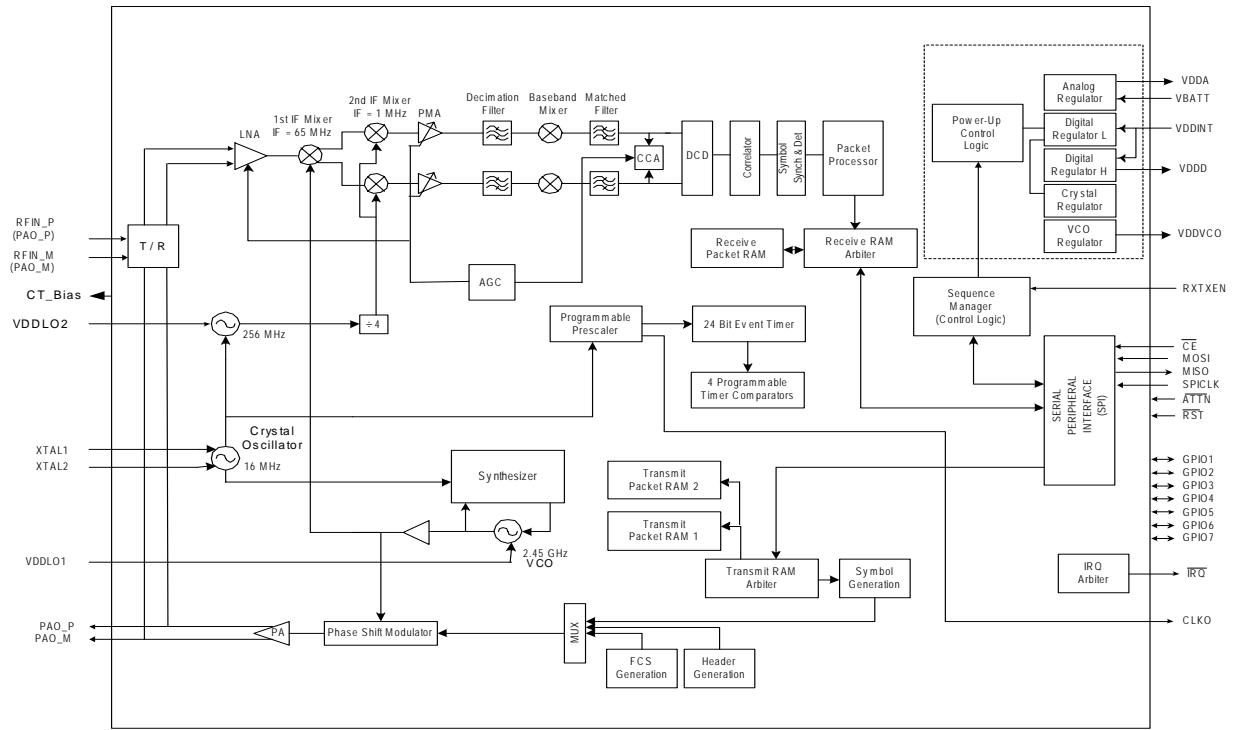 2nd IF Mixer
IF = 1 MHz
PMA
1st IF Mixer
IF = 65 MHz
LNA
Decimation
Filter
Baseband
Mixer
Matched
Filter
CCA
DCD
Correlator
Symbol
Synch & Det
Packet
Processor
Power-Up
Control
Logic
Analog
Regulator
Digital
Regulator L
Digital
Regulator H
Crystal
Regulator
VCO
Regulator
VDDA
VBATT
VDDINT
VDDD
VDDVCO
RFIN_P
(PAO_P)
RFIN_M
(PAO_M)
T / R
CT_Bias
VDDLO2
256 MHz
÷4
AGC
Receive
Packet RAM
Receive RAM
Arbiter
Sequence
Manager
(Control Logic)
RXTXEN
Programmable
Prescaler
24 Bit Event Timer
4 Programmable
Timer Comparators
SERIAL
PERIPHERAL
INTERFACE
(SPI)
CE
MOSI
MISO
SPICLK
ATTN
RST
XTAL1
XTAL2
Crystal
Oscillator
16 MHz
Synthesizer
2.45 GHz
VCO
VDDLO1
Transmit
Packet RAM 2
Transmit
Packet RAM 1
Transmit RAM
Arbiter
Symbol
Generation
GPIO1
GPIO2
GPIO3
GPIO4
GPIO5
GPIO6
GPIO7
IRQ
Arbiter
IRQ
CLKO
PAO_P
PAO_M
PA
Phase Shift Modulator
MUX
FCS
Generation
Header
Generation